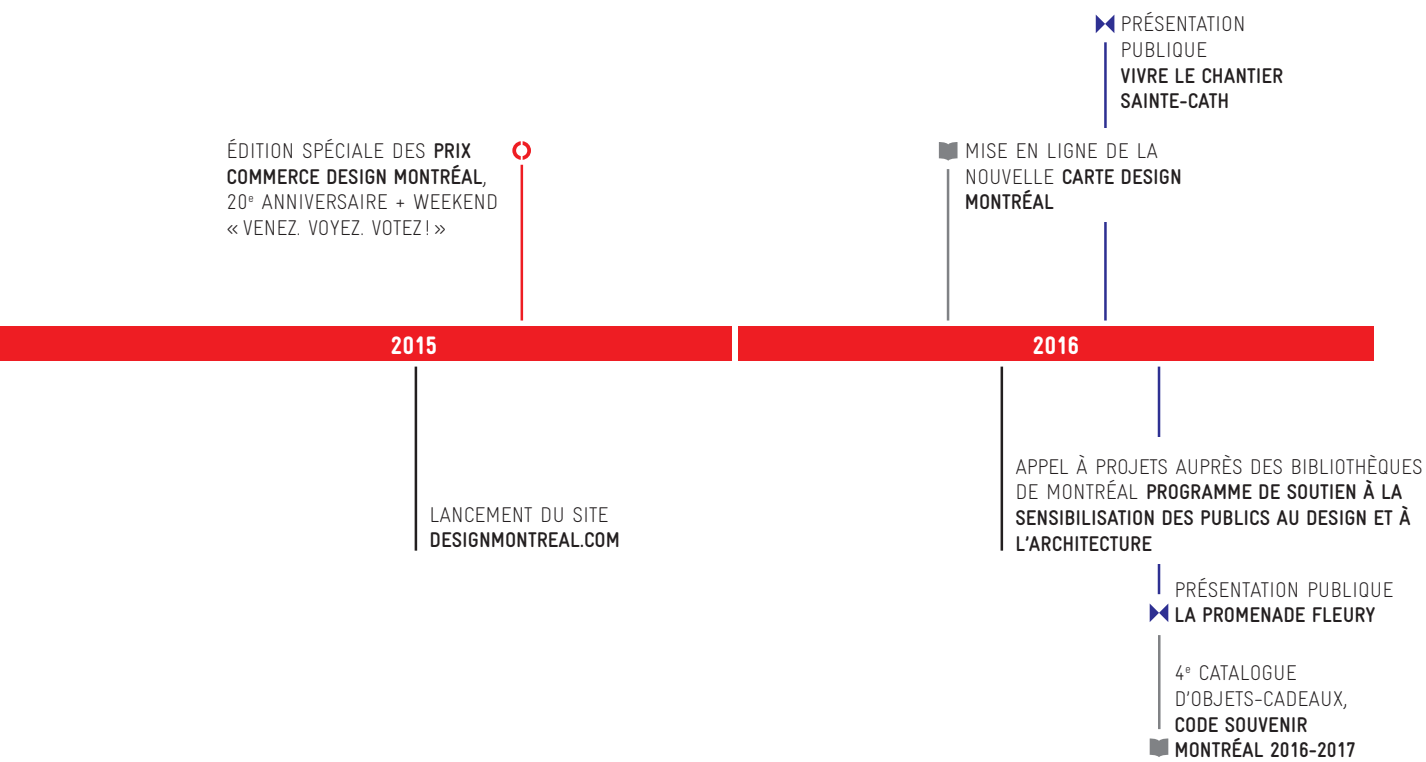 PRÉSENTATION
PUBLIQUE
VIVRE LE CHANTIER
SAINTE-CATH
ÉDITION SPÉCIALE DES PRIX
COMMERCE DESIGN MONTRÉAL,
20e ANNIVERSAIRE + WEEKEND
« VENEZ. VOYEZ. VOTEZ ! »
MISE EN LIGNE DE LA
NOUVELLE CARTE DESIGN
MONTRÉAL
2015
2016
LANCEMENT DU SITE
DESIGNMONTREAL.COM
APPEL À PROJETS AUPRÈS DES BIBLIOTHÈQUES
DE MONTRÉAL PROGRAMME DE SOUTIEN À LA
SENSIBILISATION DES PUBLICS AU DESIGN ET À
L'ARCHITECTURE
PRÉSENTATION PUBLIQUE
LA PROMENADE FLEURY
4e CATALOGUE
D'OBJETS-CADEAUX,
CODE SOUVENIR
MONTRÉAL 2016-2017